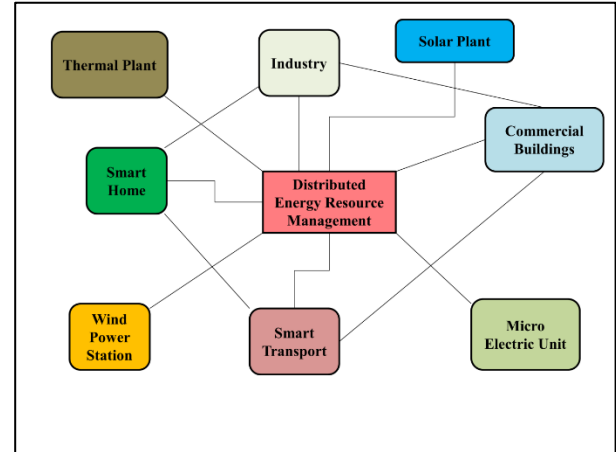 Thermal Plant
Industry
Solar Plant
Commercial
Buildings
Smart
Home
Distributed
Energy Resource
Management
Wind
Power
Station
Smart
Transport
Micro
Electric Unit